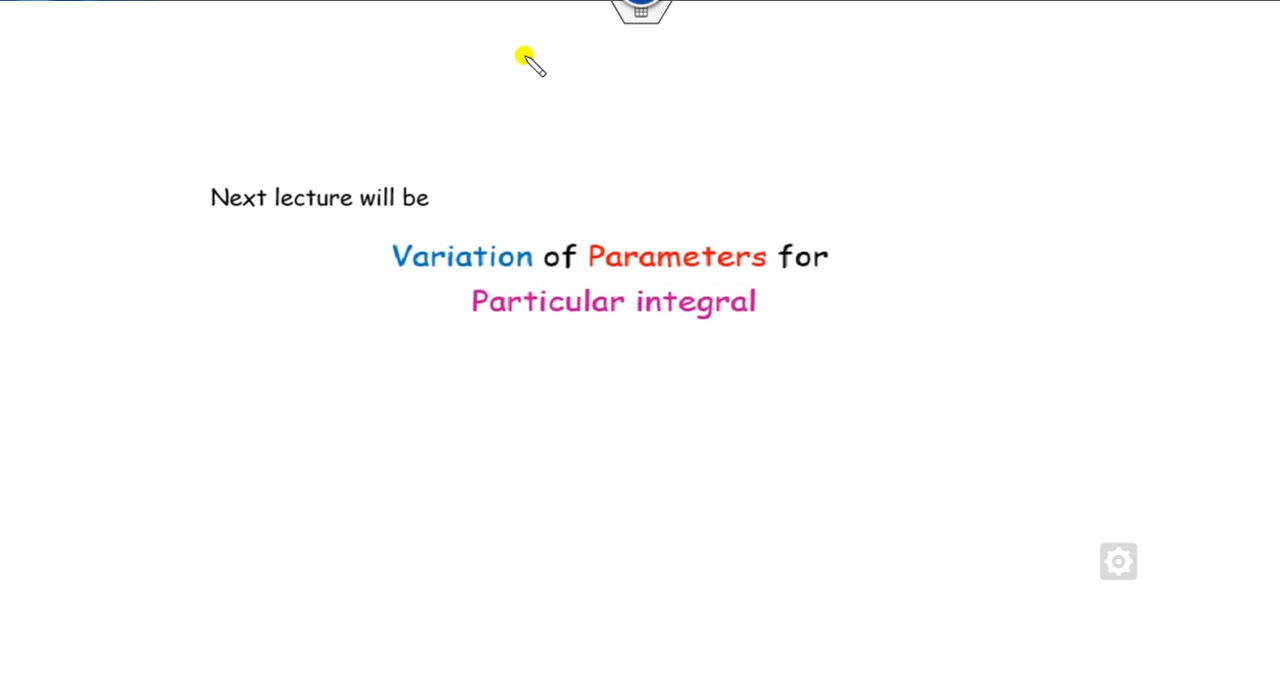 Next lecture will be
Variation of Parameters for
Particular integral